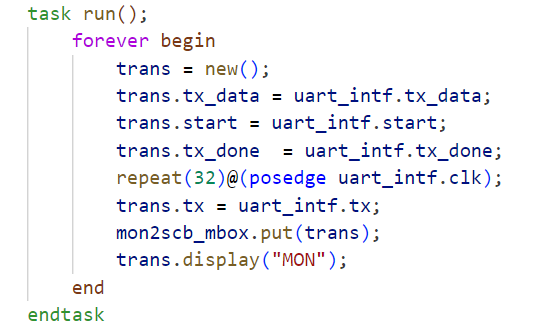 task run();
    forever begin
        trans = new();
        trans.tx_data = uart_intf.tx_data;
        trans.start = uart_intf.start;
        trans.tx_done  = uart_intf.tx_done;
        repeat(32)@(posedge uart_intf.clk);
        trans.tx = uart_intf.tx;
        mon2scb_mbox.put(trans);
        trans.display("MON");
    end
endtask